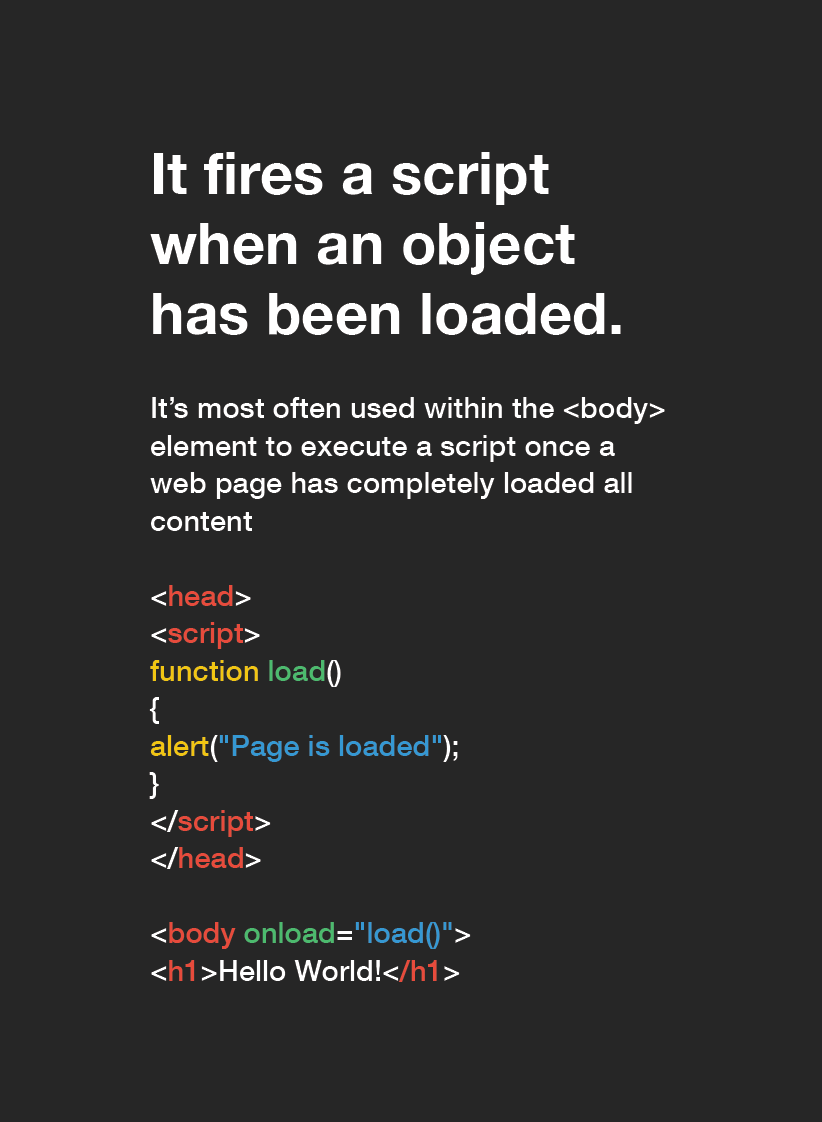 It fires a script
when an object
has been loaded.
It’s most often used within the <body>
element to execute a script once a
web page has completely loaded all
content
<head>
<script>
function load()
{
alert("Page is loaded");
}
</script>
</head>
<body onload="load()">
<h1>Hello World!</h1>